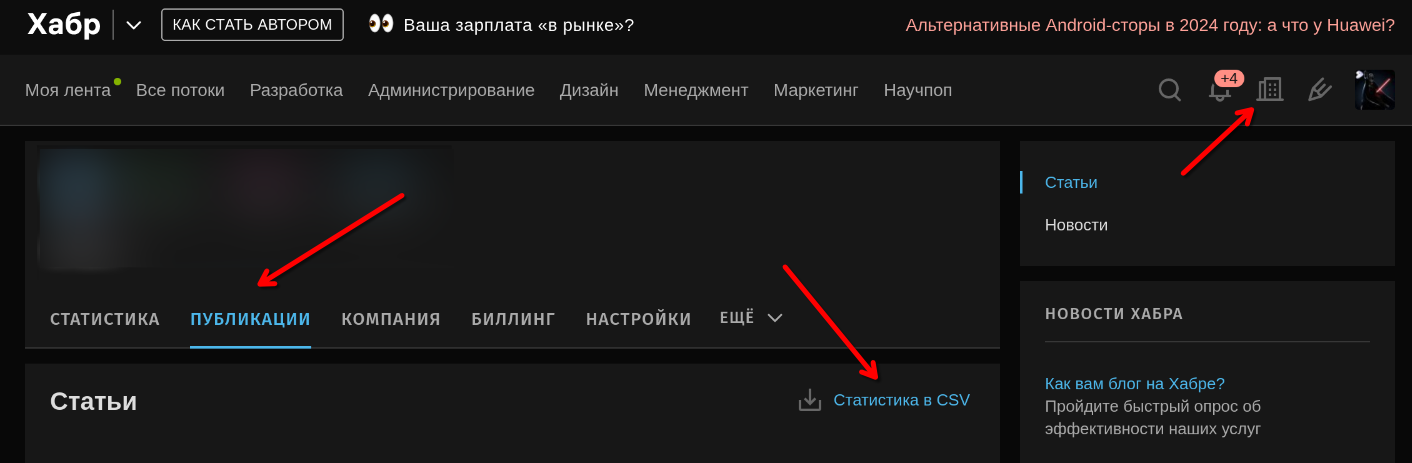 Хабр
КАК СТАТЬ АВТОРОМ
Ваша зарплата «в рынке»?
Альтернативные Android-сторы в 2024 году: а что у Huawei?
Моя лента Все потоки Разработка Администрирование Дизайн Менеджмент Маркетинг Научпоп
+4
СТАТИСТИКА ПУБЛИКАЦИИ КОМПАНИЯ БИЛЛИНГ НАСТРОЙКИ ЕЩЁ
Статьи
Статистика в CSV
Статьи
Новости
НОВОСТИ ХАБРА
Как вам блог на Хабре?
Пройдите быстрый опрос об
эффективности наших услуг